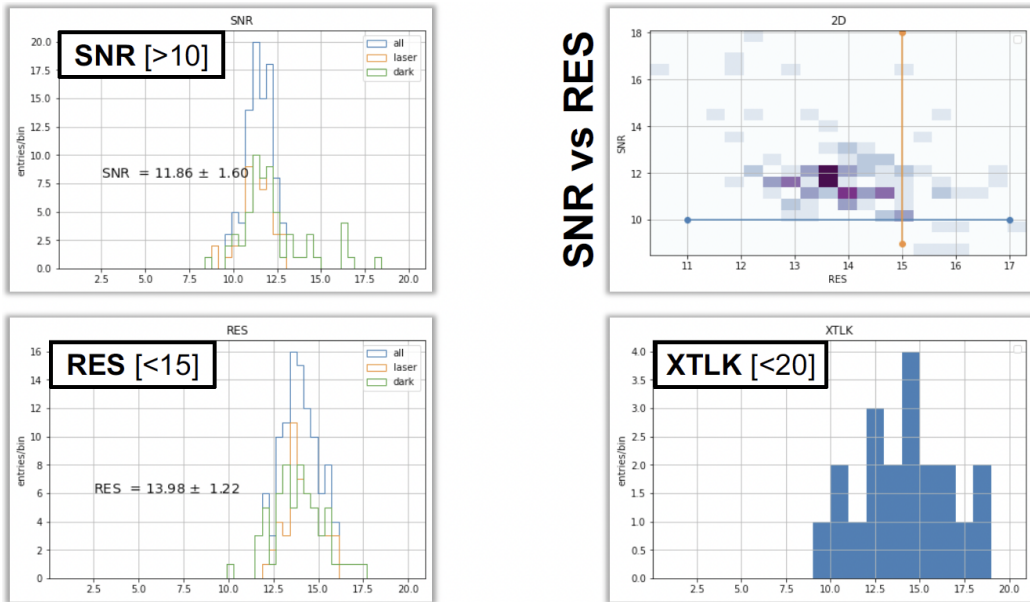 SNR
SNR [>10]
all
laser
dark
SNR = 11.86 ± 1.60
entries/bin
20.0
17.5
15.0
12.5
10.0
7.5
5.0
2.5
0.0
2.5 5.0 7.5 10.0 12.5 15.0 17.5 20.0
SNR vs RES
2D
SNR
18
16
14
12
10
11 12 13 14 15 16 17
RES
RES
RES [<15]
all
laser
dark
RES = 13.98 ± 1.22
entries/bin
16
14
12
10
8
6
4
2
0
2.5 5.0 7.5 10.0 12.5 15.0 17.5 20.0
XTLK
XTLK [<20]
entries/bin
4.0
3.5
3.0
2.5
2.0
1.5
1.0
0.5
0.0
2.5 5.0 7.5 10.0 12.5 15.0 17.5 20.0